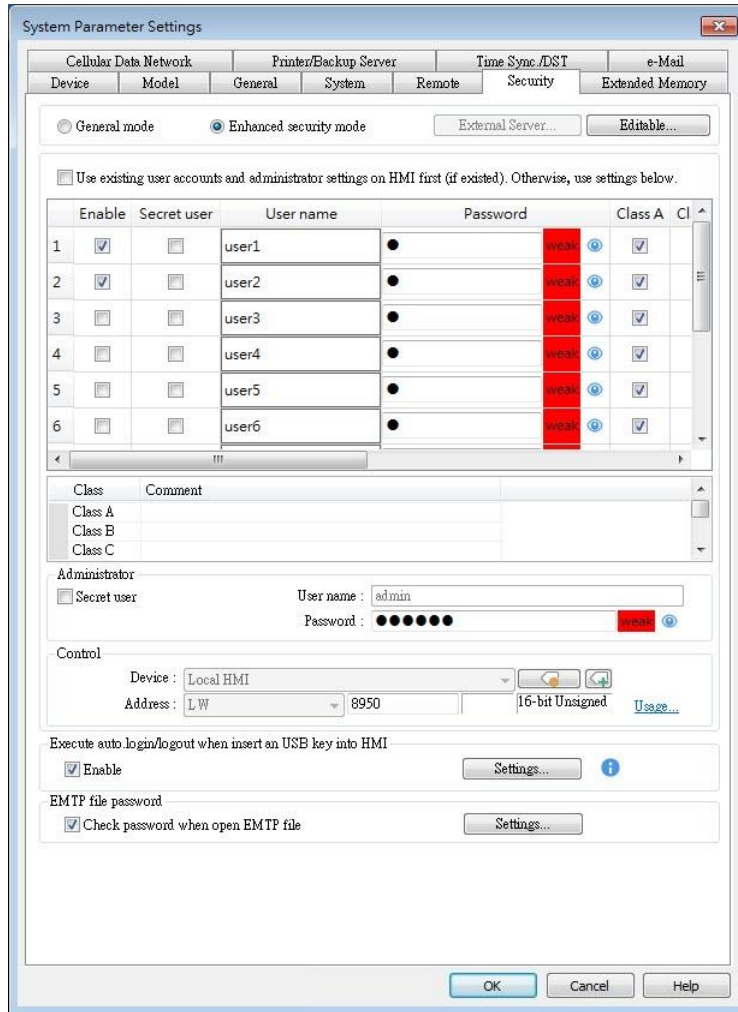 System Parameter Settings
Cellular Data Network Printer/Backup Server Time Sync./DST e-Mail
Device Model General System Remote Security Extended Memory
General mode Enhanced security mode External Server... Editable...
Use existing user accounts and administrator settings on HMI first (if existed). Otherwise, use settings below.
Enable Secret user User name Password Class A Cl
1 user1 weak
2 user2 weak
3 user3 weak
4 user4 weak
5 user5 weak
6 user6 weak
Class Comment
Class A
Class B
Class C
Administrator
Secret user User name : admin
Password : weak
Control
Device : Local HMI
Address : LW 8950 16-bit Unsigned Usage...
Execute auto.login/logout when insert an USB key into HMI
Enable Settings...
EMTP file password
Check password when open EMTP file Settings...
OK Cancel Help